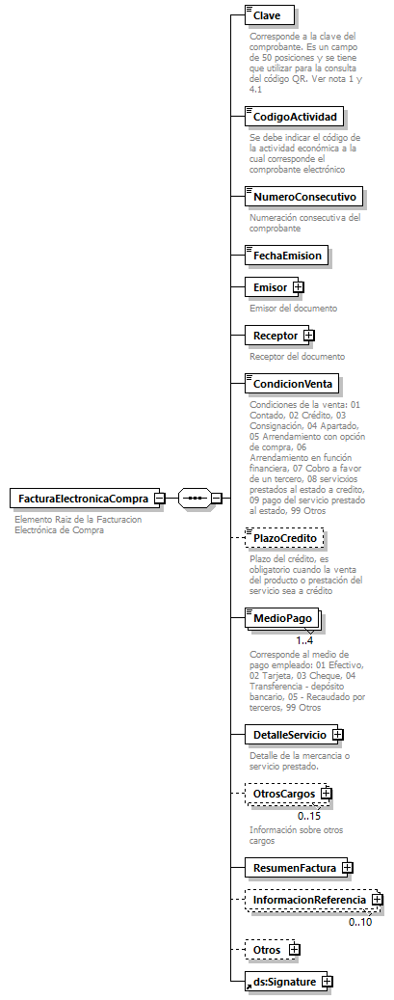 Clave
Corresponde a la clave del
comprobante. Es un campo
de 50 posiciones y se tiene
que utilizar para la consulta
del código QR. Ver nota 1 y
4.1
CodigoActividad
Se debe indicar el código de
la actividad económica a la
cual corresponde el
comprobante electrónico
NumeroConsecutivo
Numeración consecutiva del
comprobante
FechaEmision
Emisor
Emisor del documento
Receptor
Receptor del documento
CondicionVenta
Condiciones de la venta: 01
Contado, 02 Crédito, 03
Consignación, 04 Apartado,
05 Arrendamiento con opción
de compra, 06
Arrendamiento en función
financiera, 07 Cobro a favor
de un tercero, 08 servicxios
prestados al estado a credito,
09 pago del servicio prestado
al estado, 99 Otros
FacturaElectronicaCompra
Elemento Raiz de la Facturacion
Electrónica de Compra
PlazoCredito
Plazo del crédito, es
obligatorio cuando la venta
del producto o prestación del
servicio sea a crédito
MedioPago
1..4
Corresponde al medio de
pago empleado: 01 Efectivo,
02 Tarjeta, 03 Cheque, 04
Transferencia - depósito
bancario, 05 - Recaudado por
terceros, 99 Otros
DetalleServicio
Detalle de la mercancia o
servicio prestado.
OtrosCargos
0..15
Información sobre otros
cargos
ResumenFactura
InformacionReferencia
0..10
Otros
ds:Signature